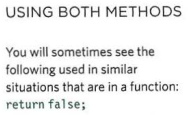 USING BOTH METHODS
You will sometimes see the
following used in similar
situations that are in a function:
return false;